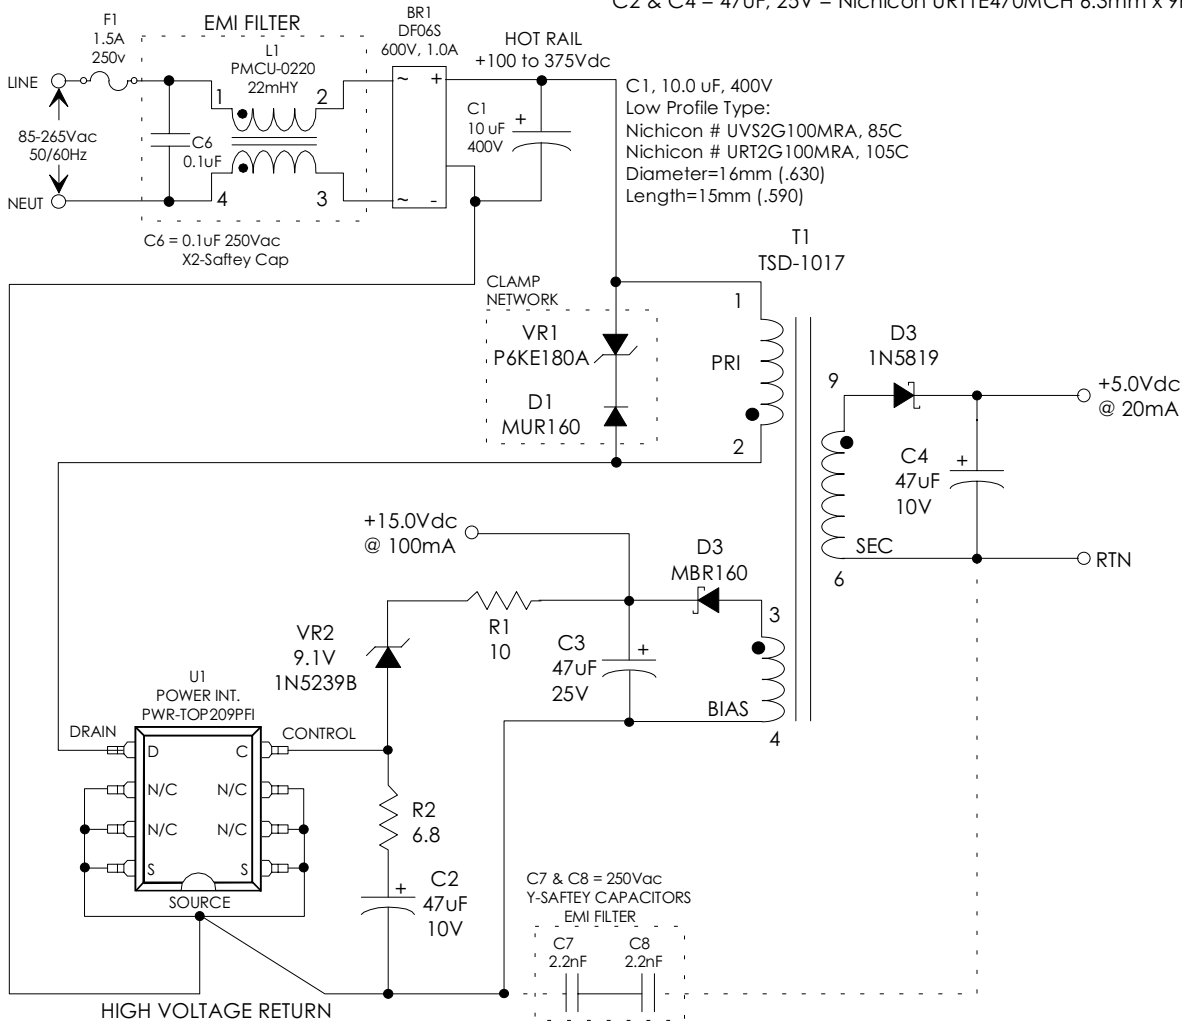 C2 & C4 = 47uF, 25V = Nichicon UR11E470MCH 6.3mm x 9
F1
1.5A
250v
EMI FILTER
L1
PMCU-0220
22mHY
BR1
DF06S
600V, 1.0A
HOT RAIL
+100 to 375Vdc
LINE
1
2
~
+
C1
10 uF
400V
+
C1, 10.0 uF, 400V
Low Profile Type:
Nichicon # UVS2G100MRA, 85C
Nichicon # URT2G100MRA, 105C
Diameter=16mm (.630)
Length=15mm (.590)
85-265Vac
50/60Hz
C6
0.1uF
NEUT
4
3
~
-
C6 = 0.1uF 250Vac
X2-Saftey Cap
T1
TSD-1017
CLAMP
NETWORK
VR1
P6KE180A
D1
MUR160
1
PRI
2
D3
1N5819
9
+5.0Vdc
@ 20mA
C4
47uF
10V
+
SEC
6
RTN
+15.0Vdc
@ 100mA
D3
MBR160
3
R1
10
C3
47uF
25V
+
BIAS
4
VR2
9.1V
1N5239B
U1
POWER INT.
PWR-TOP209PFI
DRAIN
CONTROL
D
C
N/C
N/C
N/C
N/C
S
S
SOURCE
R2
6.8
C2
47uF
10V
+
C7 & C8 = 250Vac
Y-SAFTEY CAPACITORS
EMI FILTER
C7
2.2nF
C8
2.2nF
HIGH VOLTAGE RETURN